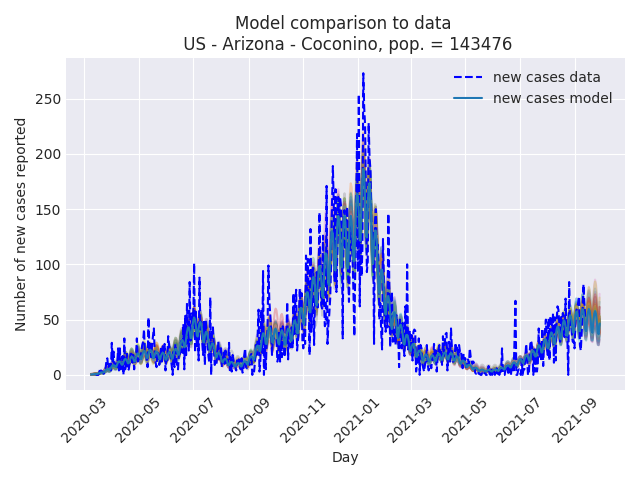 Model comparison to data
US - Arizona - Coconino, pop. = 143476
new cases data
new cases model
Number of new cases reported
250
200
150
100
50
0
2020-03
2020-05
2020-07
2020-09
2020-11
2021-01
2021-03
2021-05
2021-07
2021-09
Day